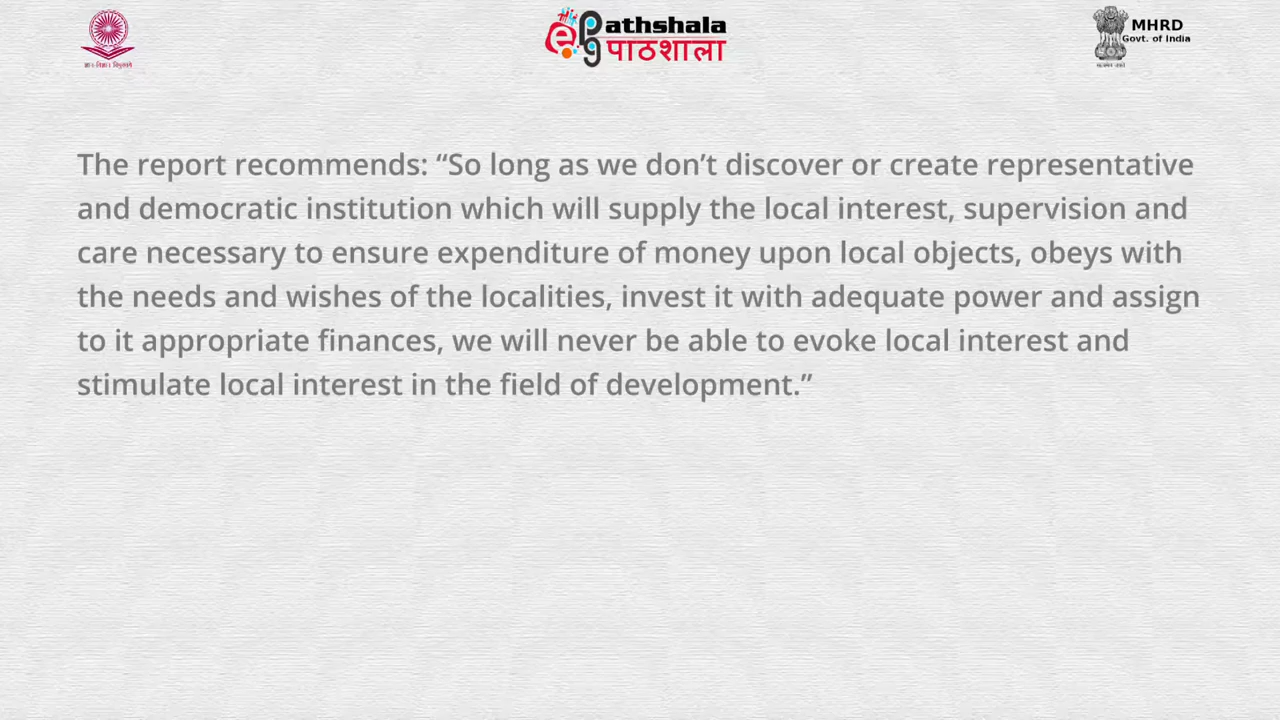 Pathshala
पाठशाला
MHRD
Govt. of India
The report recommends: “So long as we don’t discover or create representative
and democratic institution which will supply the local interest, supervision and
care necessary to ensure expenditure of money upon local objects, obeys with
the needs and wishes of the localities, invest it with adequate power and assign
to it appropriate finances, we will never be able to evoke local interest and
stimulate local interest in the field of development.”